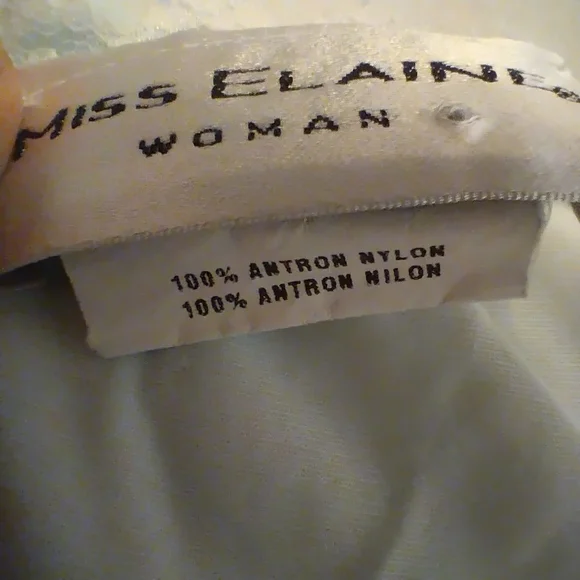 MISS ELAINE®
WOMAN
100% ANTRON NYLON
100% ANTRON NILON